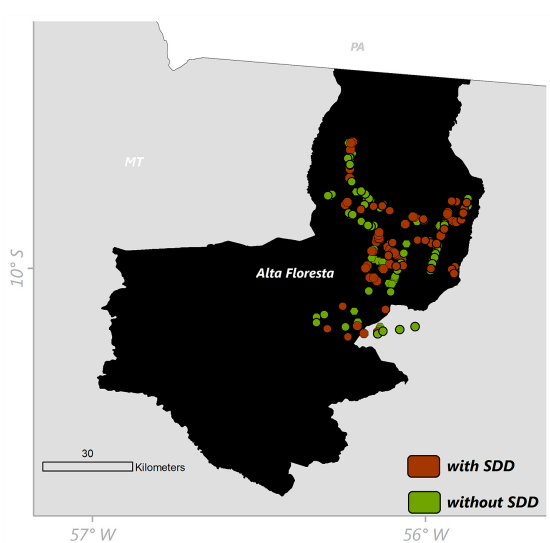 PA
MT
10° S
Alta Floresta
30
Kilometers
with SDD
without SDD
57° W
56° W